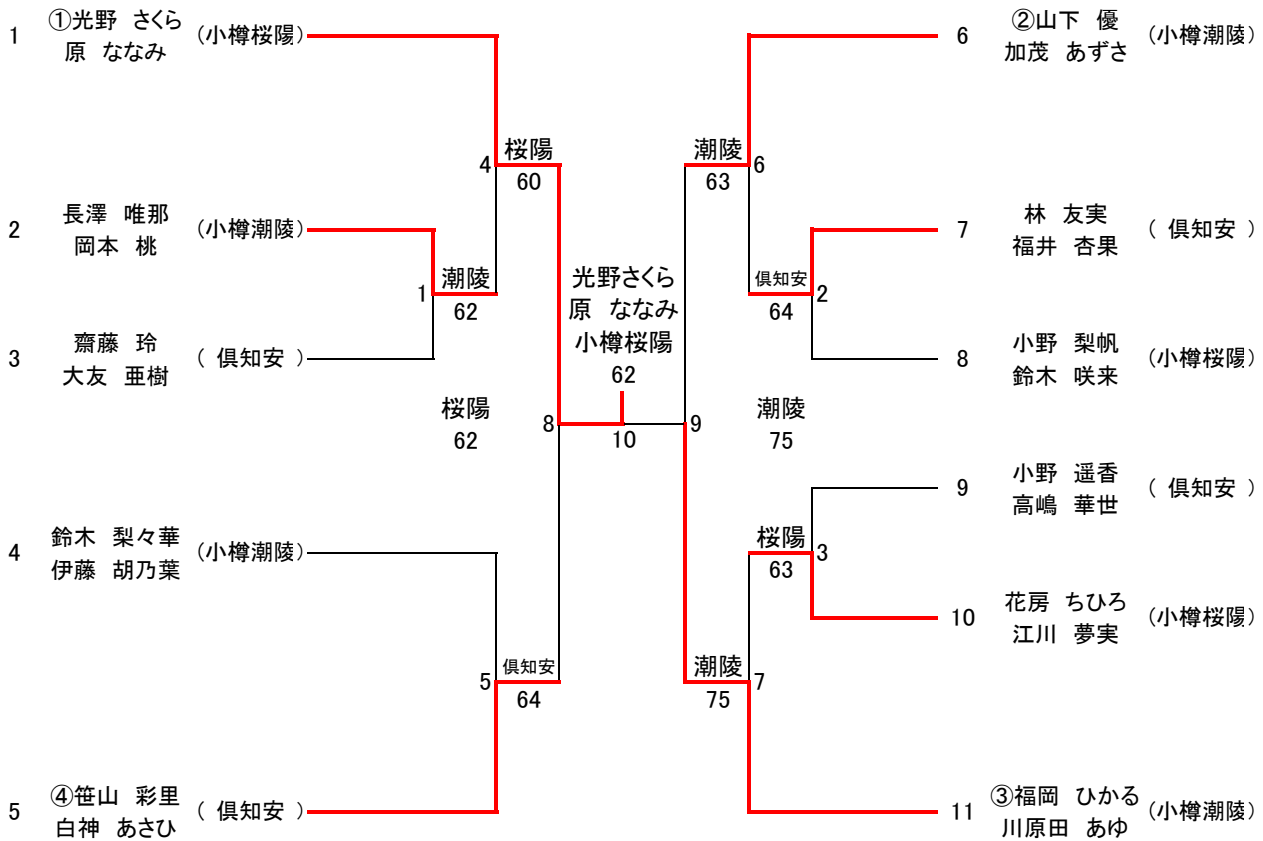 1
①光野 さくら
原 ななみ
(小樽桜陽)
2
長澤 唯那
岡本 桃
(小樽潮陵)
3
齋藤 玲
大友 亜樹
( 倶知安 )
4
鈴木 梨々華
伊藤 胡乃葉
(小樽潮陵)
5
④笹山 彩里
白神 あさひ
( 倶知安 )
1
潮陵
62
4
桜陽
60
5
倶知安
64
桜陽
62
8
光野さくら
原 ななみ
小樽桜陽
62
10
9
潮陵
75
潮陵
63
6
倶知安
64
2
桜陽
63
3
潮陵
75
7
6
②山下 優
加茂 あずさ
(小樽潮陵)
7
林 友実
福井 杏果
( 倶知安 )
8
小野 梨帆
鈴木 咲来
(小樽桜陽)
9
小野 遥香
高嶋 華世
( 倶知安 )
10
花房 ちひろ
江川 夢実
(小樽桜陽)
11
③福岡 ひかる
川原田 あゆ
(小樽潮陵)